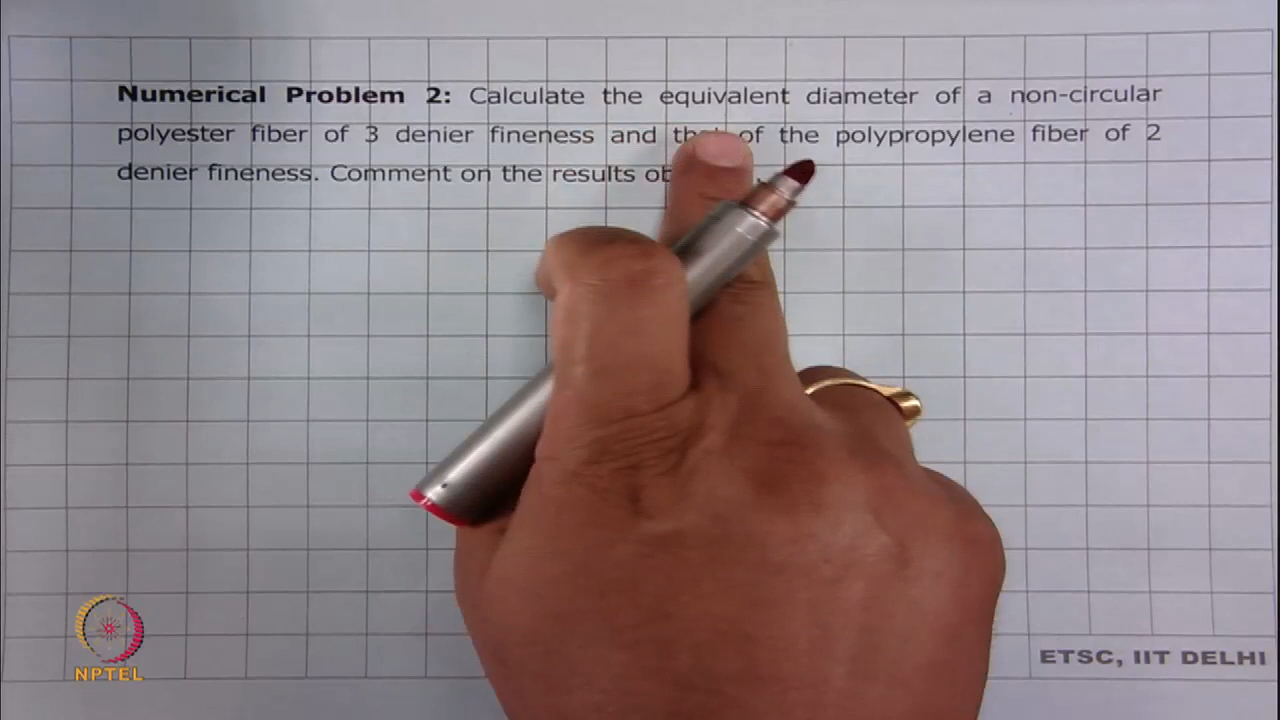 Numerical Problem 2: Calculate the equivalent diameter of a non-circular
polyester fiber of 3 denier fineness and that of the polypropylene fiber of 2
denier fineness. Comment on the results
NPTEL
ETSC, IIT DELHI